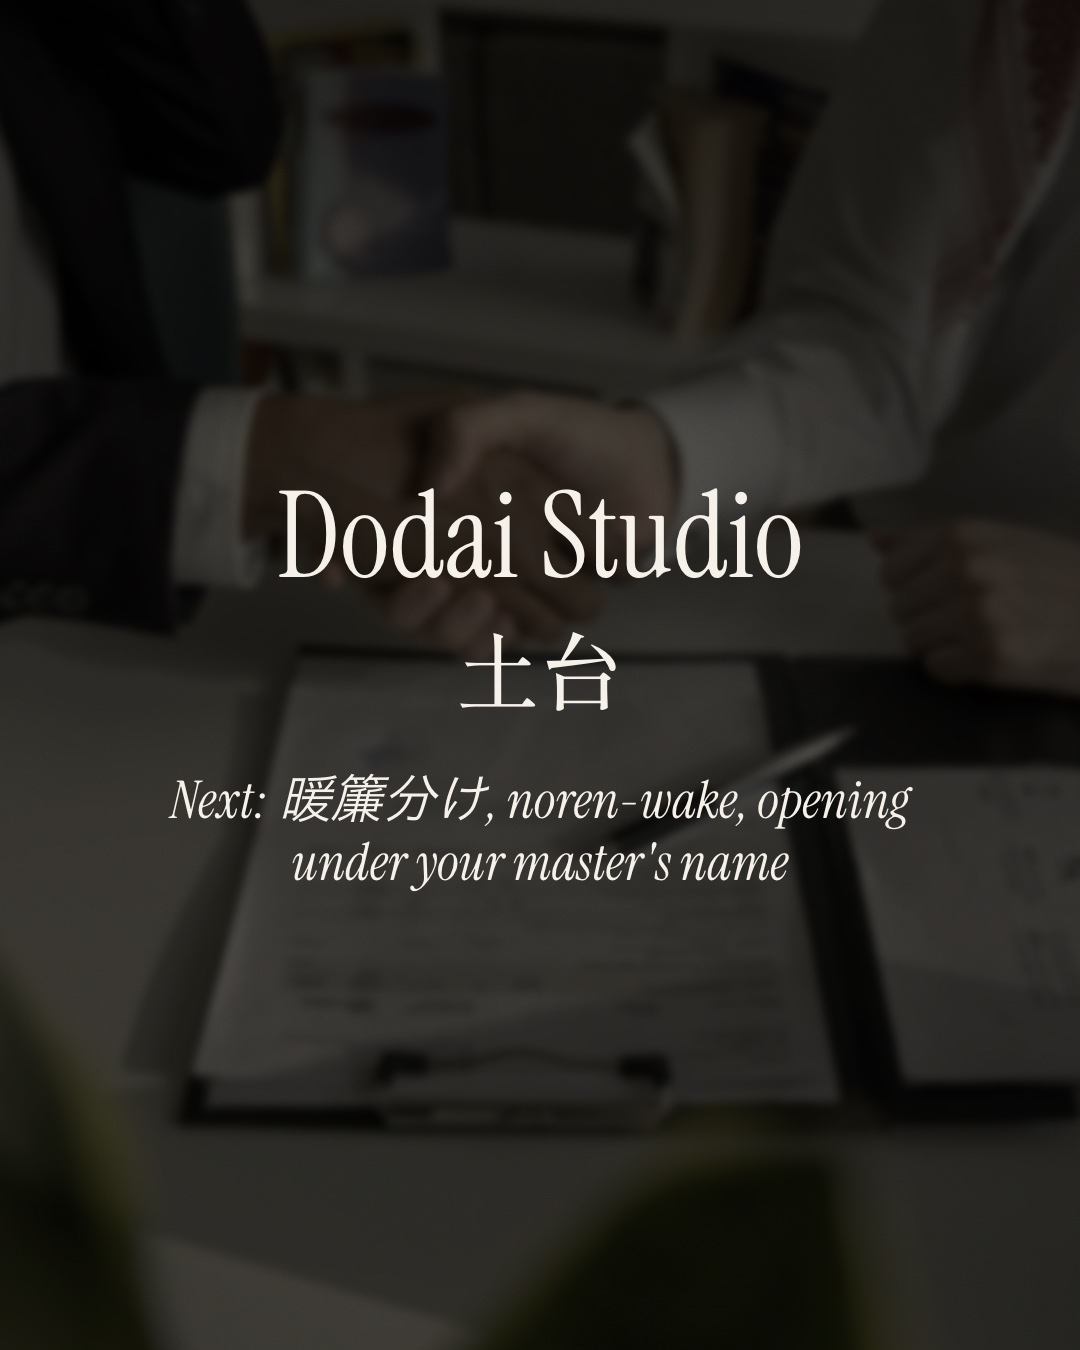 Dodai Studio
土台
Next: 暖簾分け, noren-wake, opening
under your master's name